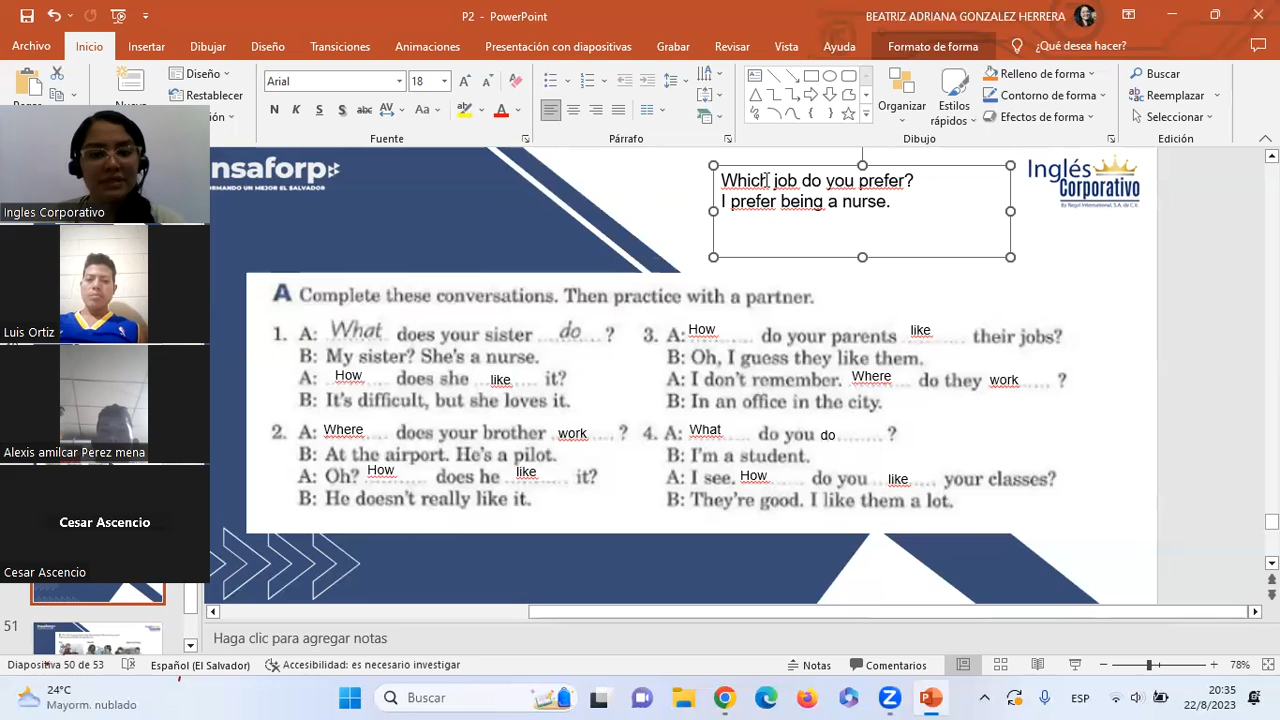 P2 - PowerPoint
BEATRIZ ADRIANA GONZALEZ HERRERA
Archivo Inicio Insertar Dibujar Diseño Transiciones Animaciones Presentación con diapositivas Grabar Revisar Vista Ayuda Formato de forma ¿Qué desea hacer?
Diseño
Restablecer
Arial 18
N K S S abc AV Aa A
Fuente
Párrafo
Organizar
Estilos rápidos
Relleno de forma
Contorno de forma
Efectos de forma
Dibujo
Buscar
Reemplazar
Seleccionar
Edición
Ingles Corporativo
Luis Ortiz
Alexis amilcar Perez mena
Cesar Ascencio
Cesar Ascencio
nsaforp
FORMANDO UN MEJOR EL SALVADOR
Which job do you prefer?
I prefer being a nurse.
Inglés Corporativo
A Complete these conversations. Then practice with a partner.
1. A: What does your sister do ?
B: My sister? She's a nurse.
A: How does she like it?
B: It's difficult, but she loves it.
2. A: Where does your brother work ?
B: At the airport. He's a pilot.
A: Oh? How does he like it?
B: He doesn't really like it.
3. A: How do your parents like their jobs?
B: Oh, I guess they like them.
A: I don't remember. Where do they work ?
B: In an office in the city.
4. A: What do you do ?
B: I'm a student.
A: I see. How do you like your classes?
B: They're good. I like them a lot.
51
Haga clic para agregar notas
Diapositiva 50 de 53 Español (El Salvador) Accesibilidad: es necesario investigar Notas Comentarios 78%
24°C
Mayorm. nublado
Buscar
ESP
20:35
22/8/2023